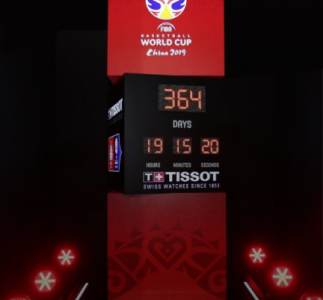 FIBA
BASKETBALL
WORLD CUP
China 2019
TISSOT
364
DAYS
19 15 20
HOURS MINUTES SECONDS
T+ TISSOT
SWISS WATCHES SINCE 1853